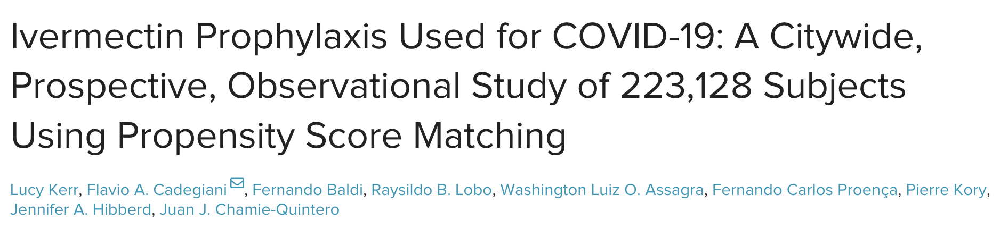 Ivermectin Prophylaxis Used for COVID-19: A Citywide,
Prospective, Observational Study of 223,128 Subjects
Using Propensity Score Matching
Lucy Kerr, Flavio A. Cadegiani, Fernando Baldi, Raysildo B. Lobo, Washington Luiz O. Assagra, Fernando Carlos Proença, Pierre Kory,
Jennifer A. Hibberd, Juan J. Chamie-Quintero